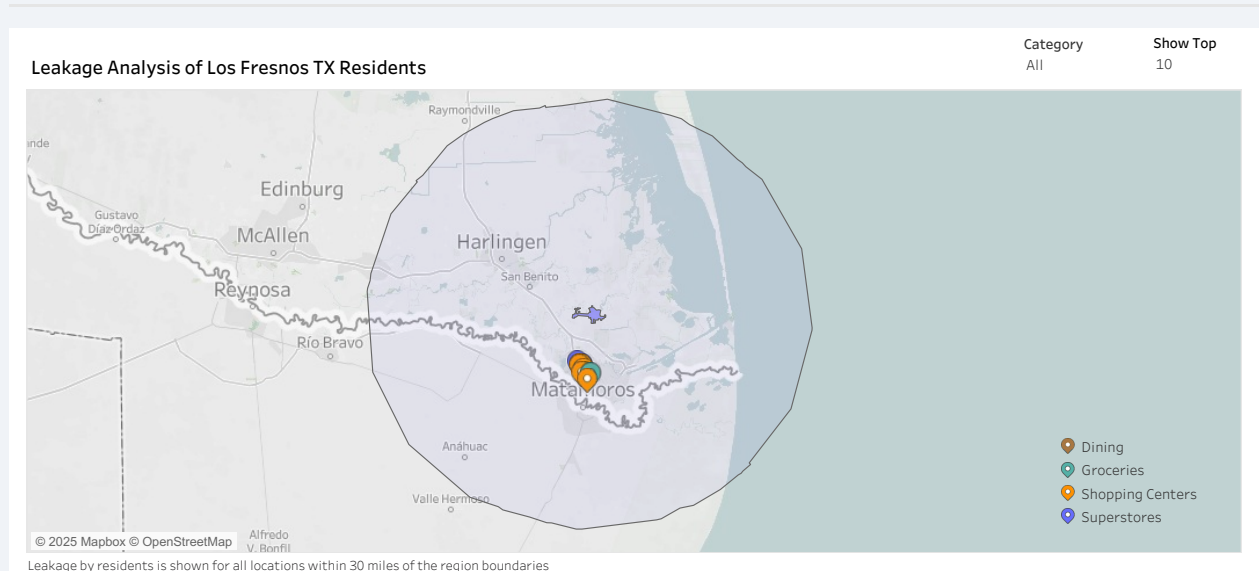 Category
Show Top
Leakage Analysis of Los Fresnos TX Residents
All
10
Raymondville
nde
Edinburg
Gustavo
Díaz Ordaz
McAllen
Harlingen
San Benito
Reynosa
Río Bravo
Matamoros
Anáhuac
Dining
Groceries
Valle Hermoso
Shopping Centers
Superstores
Alfredo
V. Bonfil
© 2025 Mapbox © OpenStreetMap
Leakage by residents is shown for all locations within 30 miles of the region boundaries